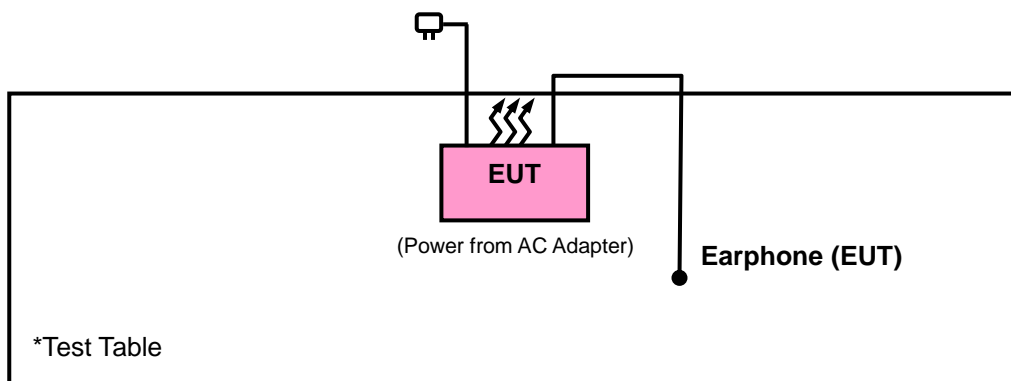 EUT
(Power from AC Adapter)
Earphone (EUT)
*Test Table